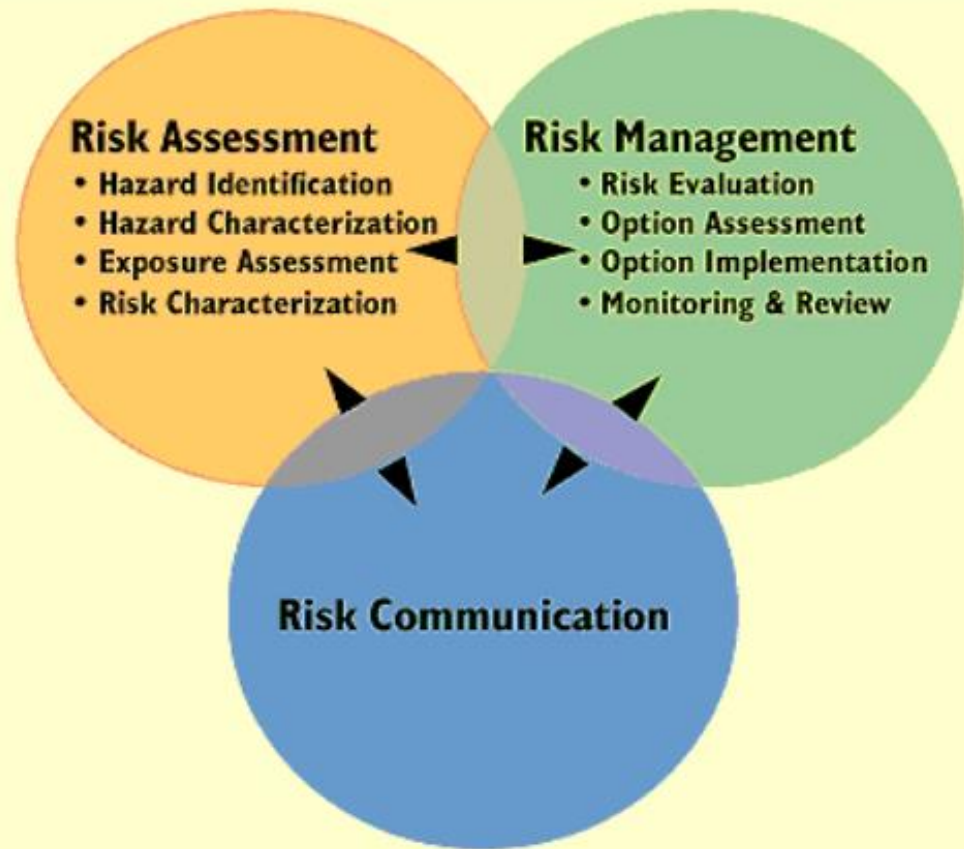 Risk Assessment
• Hazard Identification
• Hazard Characterization
• Exposure Assessment
• Risk Characterization
Risk Management
• Risk Evaluation
• Option Assessment
• Option Implementation
• Monitoring & Review
Risk Communication